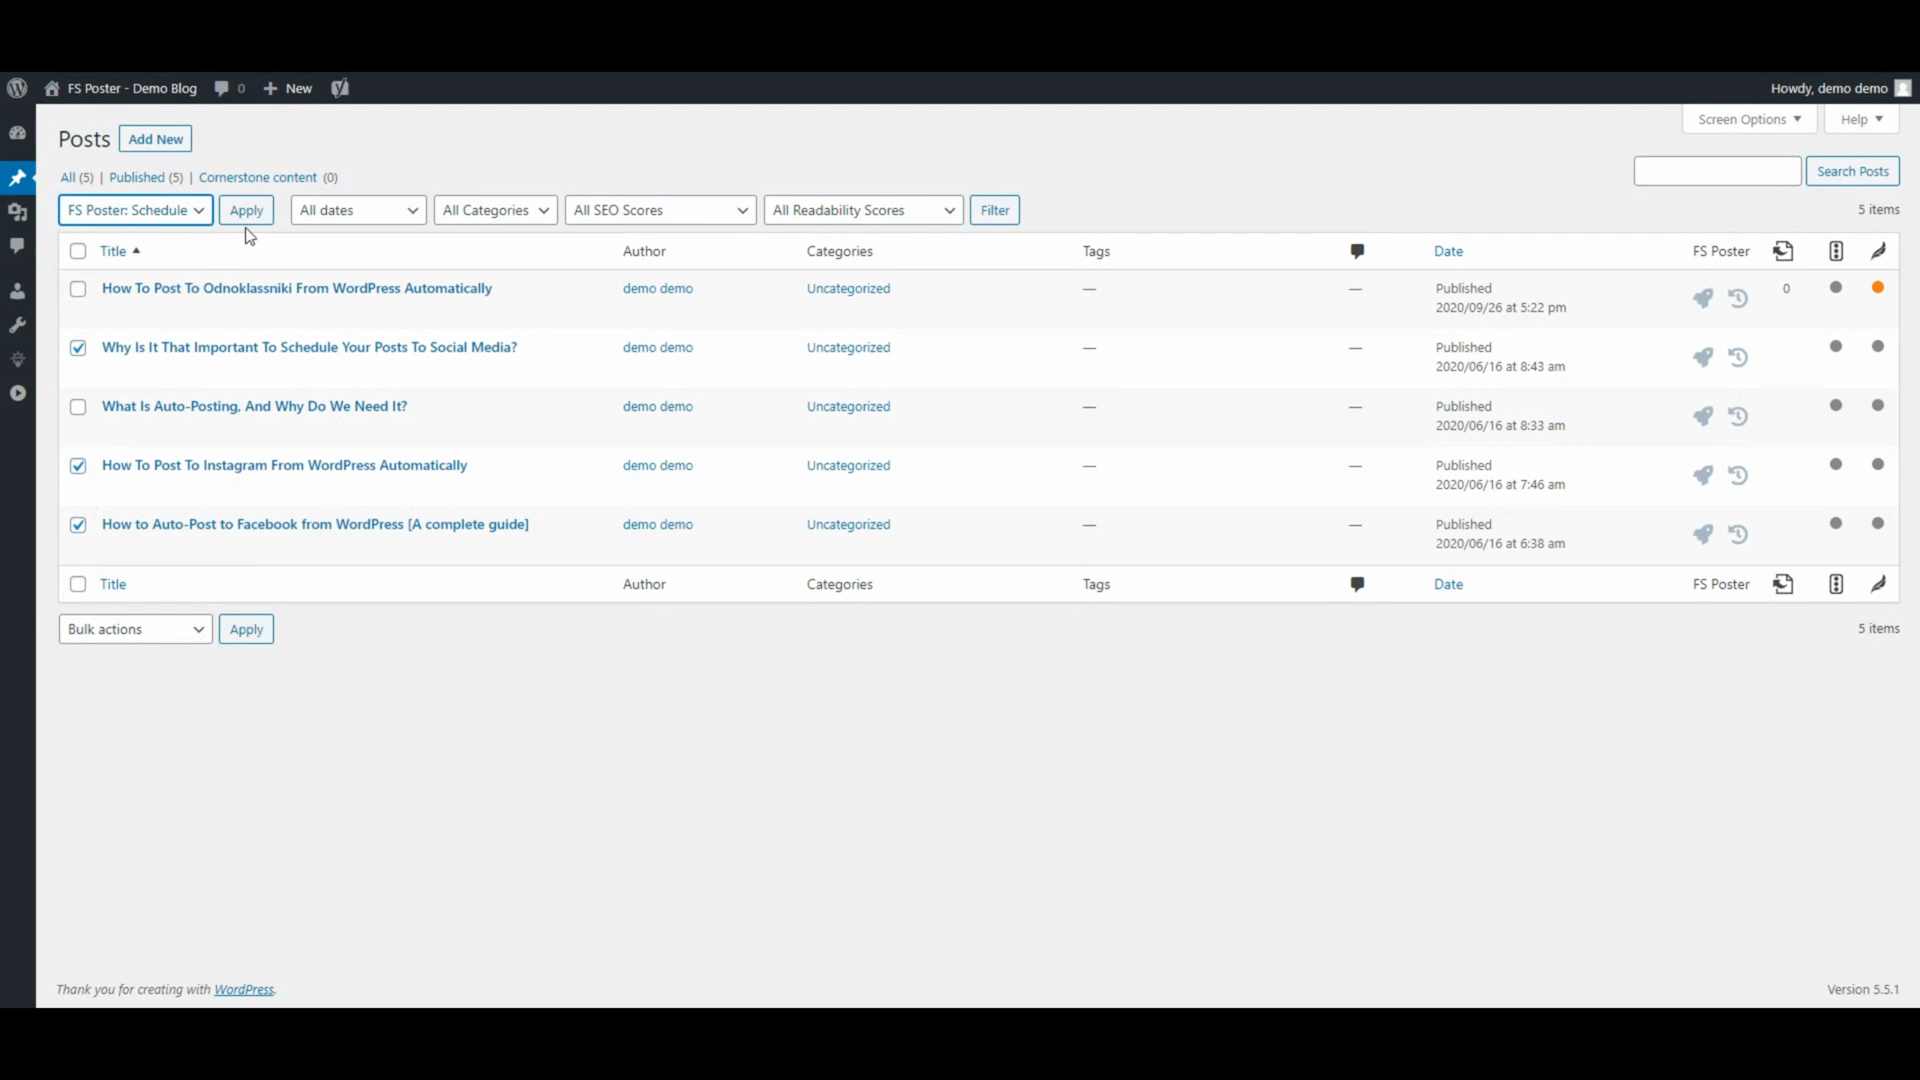 FS Poster - Demo Blog 0 New Howdy, demo demo
Screen Options Help
Posts Add New
All (5) | Published (5) | Cornerstone content (0)
Search Posts
FS Poster: Schedule Apply All dates All Categories All SEO Scores All Readability Scores Filter 5 items
Title Author Categories Tags Date FS Poster
How To Post To Odnoklassniki From WordPress Automatically demo demo Uncategorized — — Published 0
2020/09/26 at 5:22 pm
Why Is It That Important To Schedule Your Posts To Social Media? demo demo Uncategorized — — Published
2020/06/16 at 8:43 am
What Is Auto-Posting, And Why Do We Need It? demo demo Uncategorized — — Published
2020/06/16 at 8:33 am
How To Post To Instagram From WordPress Automatically demo demo Uncategorized — — Published
2020/06/16 at 7:46 am
How to Auto-Post to Facebook from WordPress [A complete guide] demo demo Uncategorized — — Published
2020/06/16 at 6:38 am
Title Author Categories Tags Date FS Poster
Bulk actions Apply 5 items
Thank you for creating with WordPress. Version 5.5.1